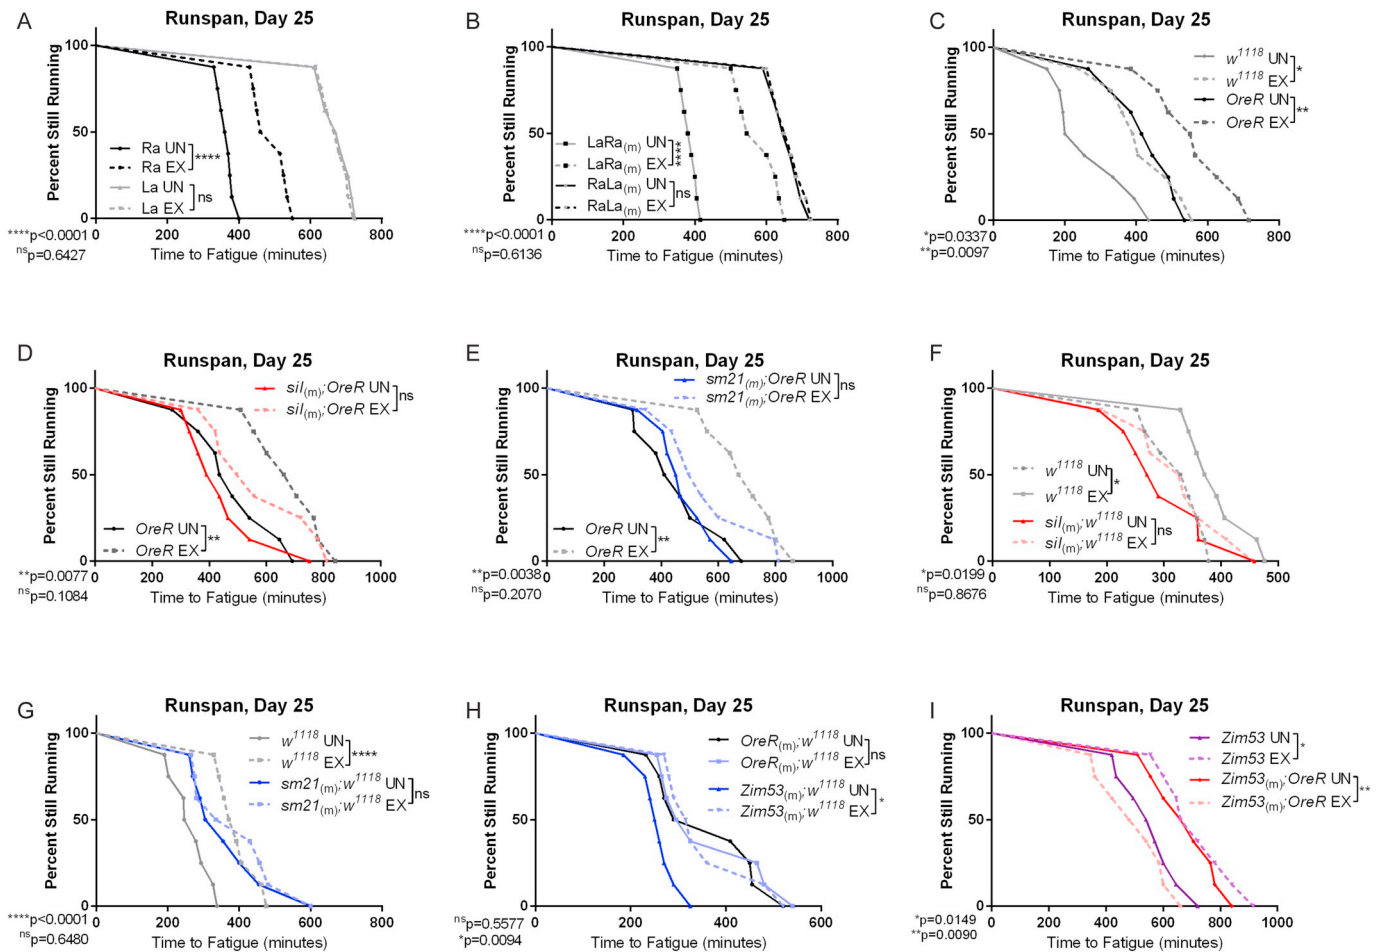 A
Runspan, Day 25
Percent Still Running
100
50
0
Ra UN
Ra EX
****
La UN
La EX
ns
0 200 400 600 800
Time to Fatigue (minutes)
****p<0.0001
nsp=0.6427
B
Runspan, Day 25
Percent Still Running
100
50
0
LaRa(m) UN
LaRa(m) EX
****
RaLa(m) UN
RaLa(m) EX
ns
0 200 400 600 800
Time to Fatigue (minutes)
****p<0.0001
nsp=0.6136
C
Runspan, Day 25
Percent Still Running
100
50
0
w1118 UN
w1118 EX
*
OreR UN
OreR EX
**
0 200 400 600 800
Time to Fatigue (minutes)
*p=0.0337
**p=0.0097
D
Runspan, Day 25
Percent Still Running
100
50
0
sil(m);OreR UN
sil(m);OreR EX
ns
OreR UN
OreR EX
**
0 200 400 600 800 1000
Time to Fatigue (minutes)
**p=0.0077
nsp=0.1084
E
Runspan, Day 25
Percent Still Running
100
50
0
sm21(m);OreR UN
sm21(m);OreR EX
ns
OreR UN
OreR EX
**
0 200 400 600 800 1000
Time to Fatigue (minutes)
**p=0.0038
nsp=0.2070
F
Runspan, Day 25
Percent Still Running
100
50
0
w1118 UN
w1118 EX
*
sil(m);w1118 UN
sil(m);w1118 EX
ns
0 100 200 300 400 500
Time to Fatigue (minutes)
*p=0.0199
nsp=0.8676
G
Runspan, Day 25
Percent Still Running
100
50
0
w1118 UN
w1118 EX
****
sm21(m);w1118 UN
sm21(m);w1118 EX
ns
0 200 400 600 800
Time to Fatigue (minutes)
****p<0.0001
nsp=0.6480
H
Runspan, Day 25
Percent Still Running
100
50
0
OreR(m);w1118 UN
OreR(m);w1118 EX
ns
Zim53(m);w1118 UN
Zim53(m);w1118 EX
*
0 200 400 600
Time to Fatigue (minutes)
nsp=0.5577
*p=0.0094
I
Runspan, Day 25
Percent Still Running
100
50
0
Zim53 UN
Zim53 EX
*
Zim53(m);OreR UN
Zim53(m);OreR EX
**
0 200 400 600 800 1000
Time to Fatigue (minutes)
*p=0.0149
**p=0.0090